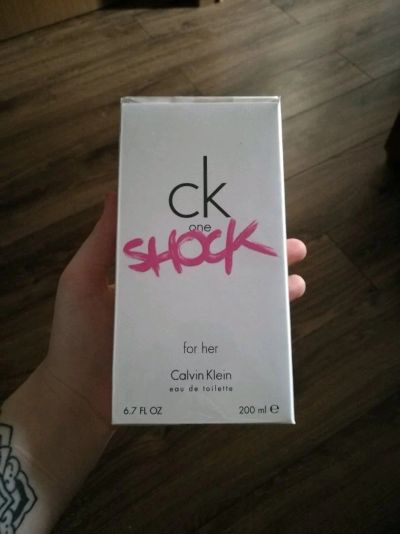 ck
one
SHOCK
for her
Calvin Klein
eau de toilette
6.7 FL OZ 200 ml ℮